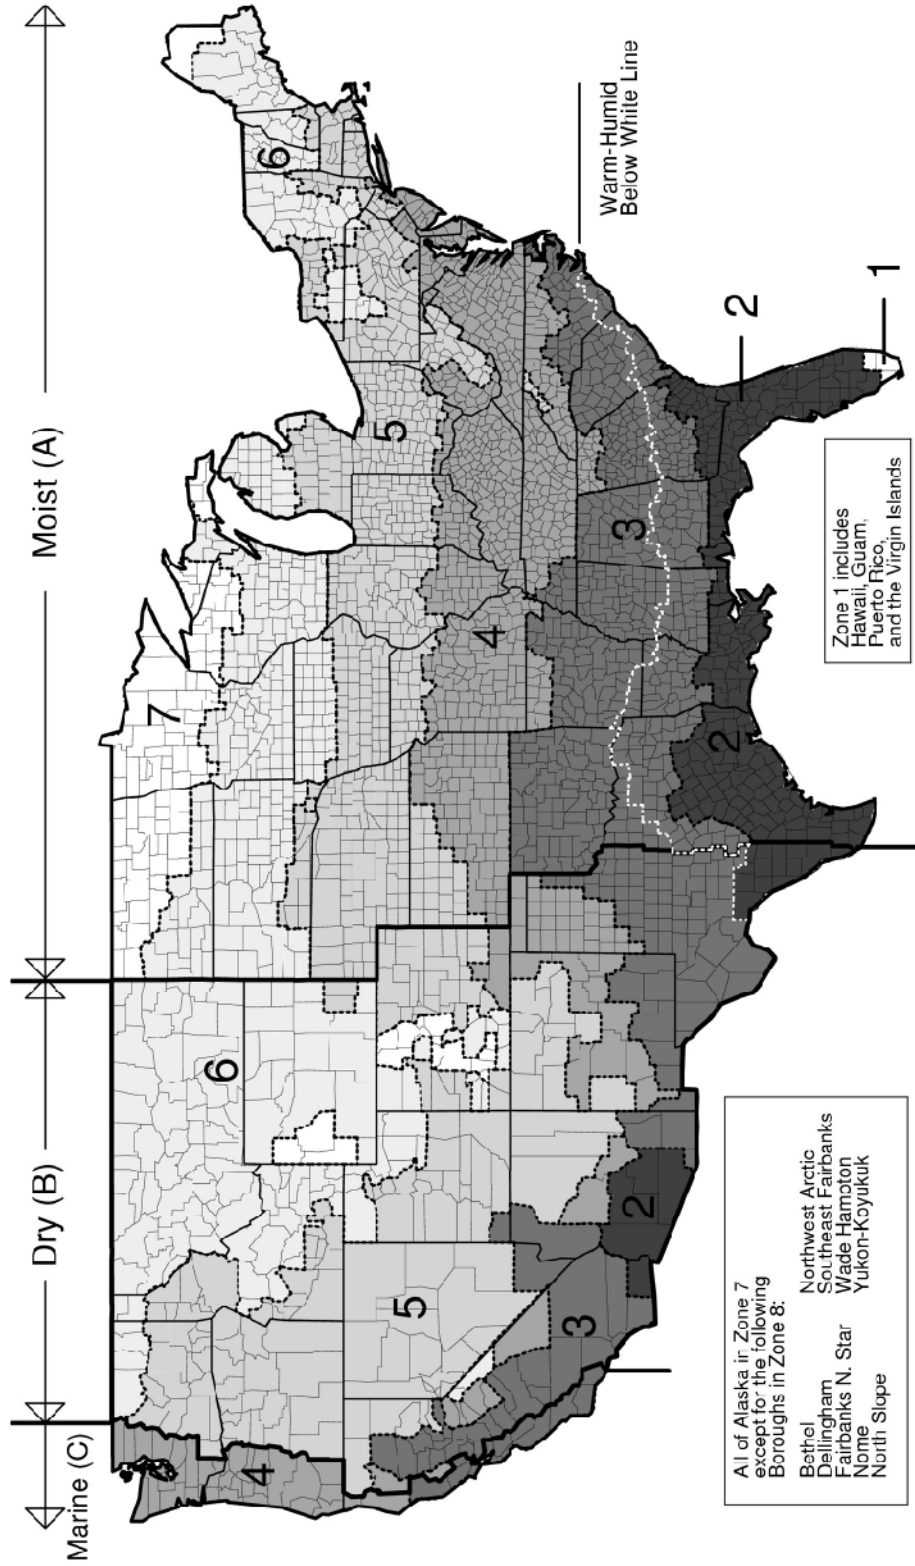 Marine (C)
Dry (B)
Moist (A)
7
6
6
5
5
4
4
3
3
2
2
2
1
Warm-Humid
Below White Line
All of Alaska in Zone 7
except for the following
Boroughs in Zone 8:
Bethel
Dellingham
Fairbanks N. Star
Nome
North Slope
Northwest Arctic
Southeast Fairbanks
Wade Hampton
Yukon-Koyukuk
Zone 1 includes
Hawaii, Guam,
Puerto Rico,
and the Virgin Islands